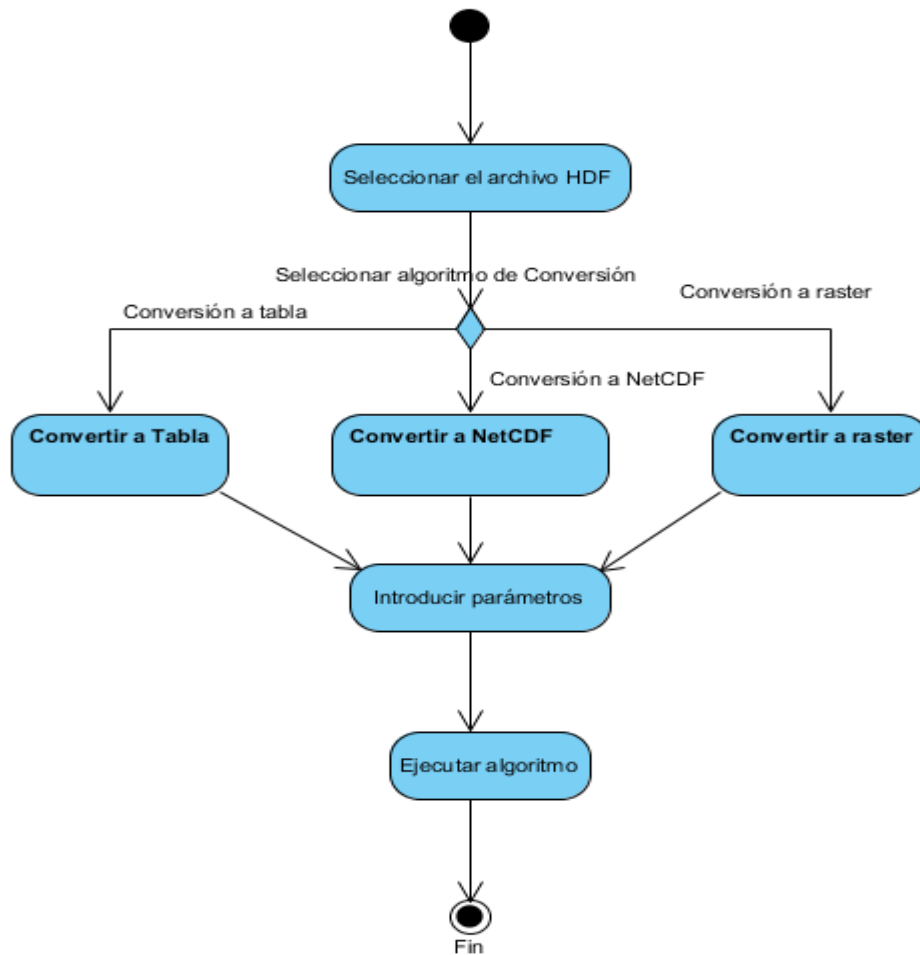 Seleccionar el archivo HDF
Seleccionar algoritmo de Conversión
Conversión a raster
Conversión a tabla
Conversión a NetCDF
Convertir a Tabla
Convertir a NetCDF
Convertir a raster
Introducir parámetros
Ejecutar algoritmo
Fin